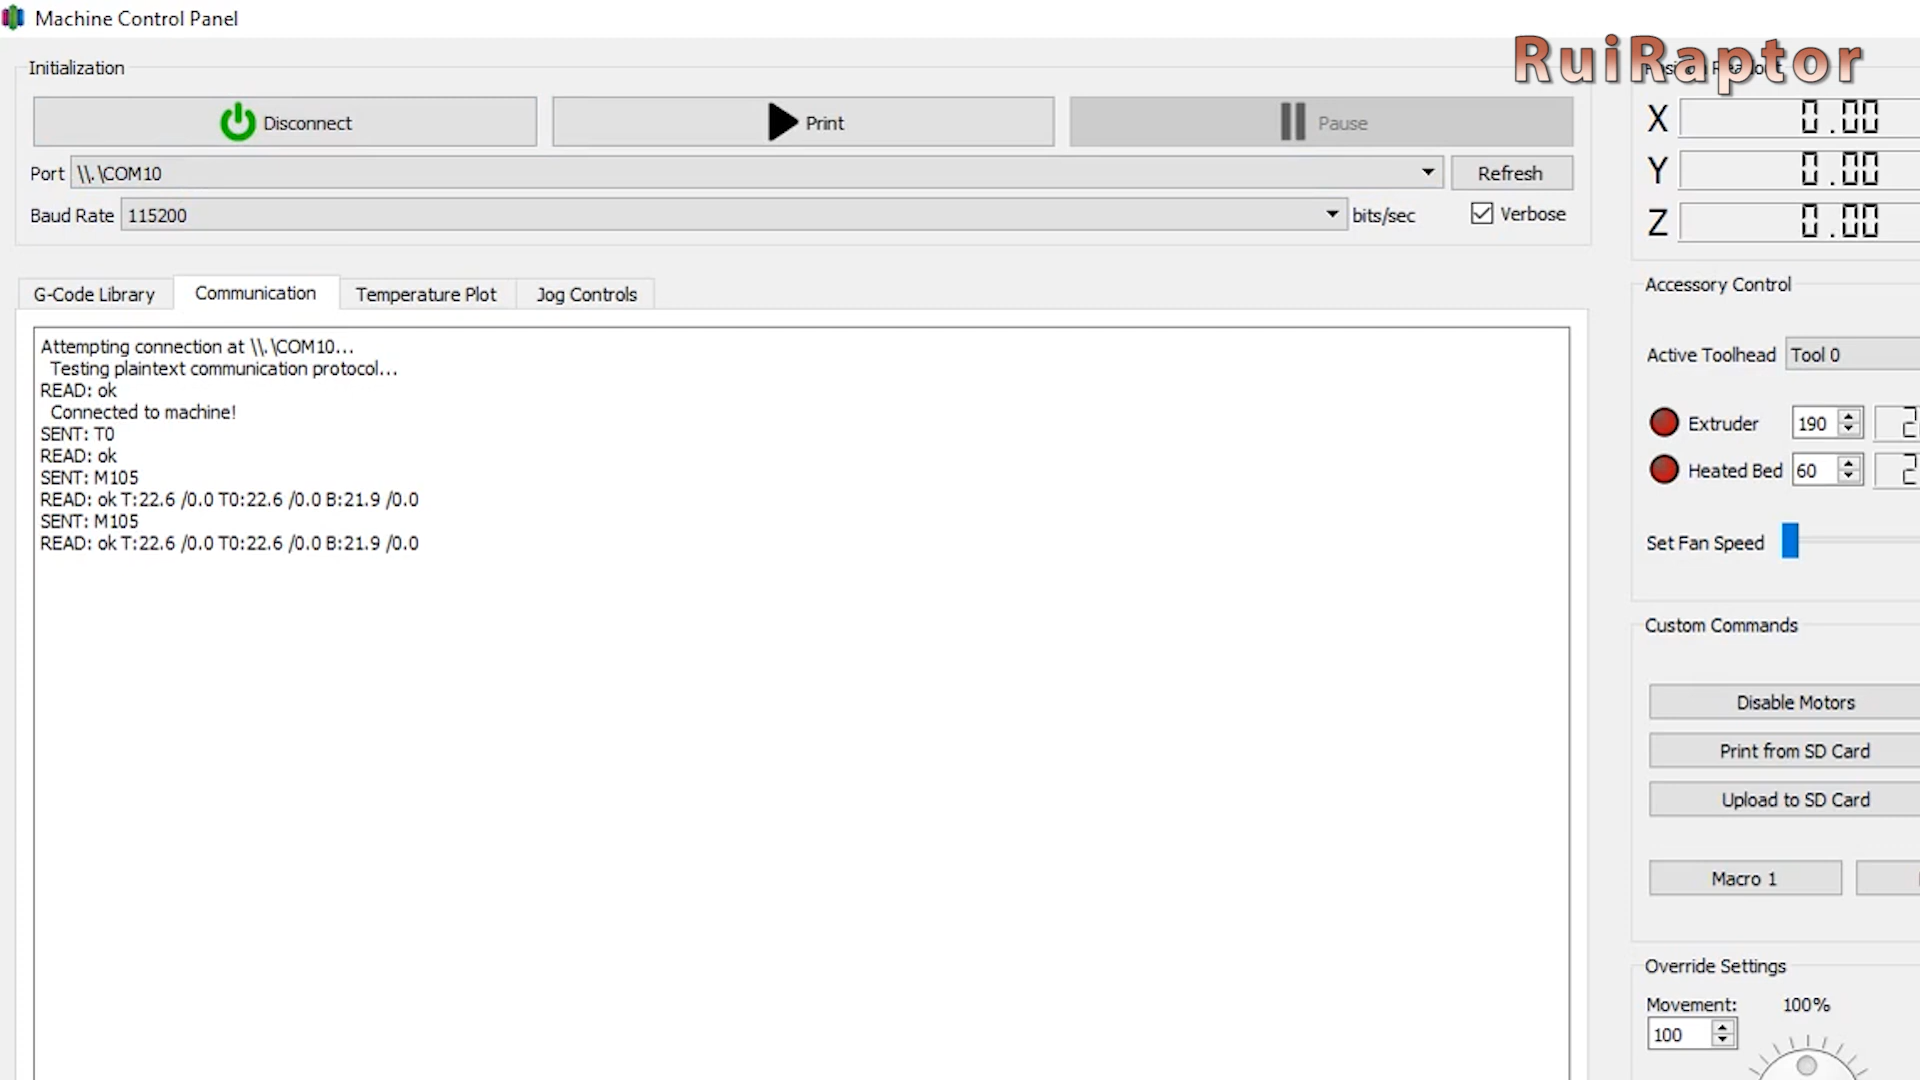 Machine Control Panel
RuiRaptor
Initialization
Disconnect
Print
Pause
Port \\.\COM10
Refresh
Baud Rate 115200
bits/sec
Verbose
X 0.00
Y 0.00
Z 0.00
G-Code Library
Communication
Temperature Plot
Jog Controls
Attempting connection at \\.\COM10...
Testing plaintext communication protocol...
READ: ok
Connected to machine!
SENT: T0
READ: ok
SENT: M105
READ: ok T:22.6 /0.0 T0:22.6 /0.0 B:21.9 /0.0
SENT: M105
READ: ok T:22.6 /0.0 T0:22.6 /0.0 B:21.9 /0.0
Accessory Control
Active Toolhead Tool 0
Extruder 190
Heated Bed 60
Set Fan Speed
Custom Commands
Disable Motors
Print from SD Card
Upload to SD Card
Macro 1
Override Settings
Movement: 100%
100